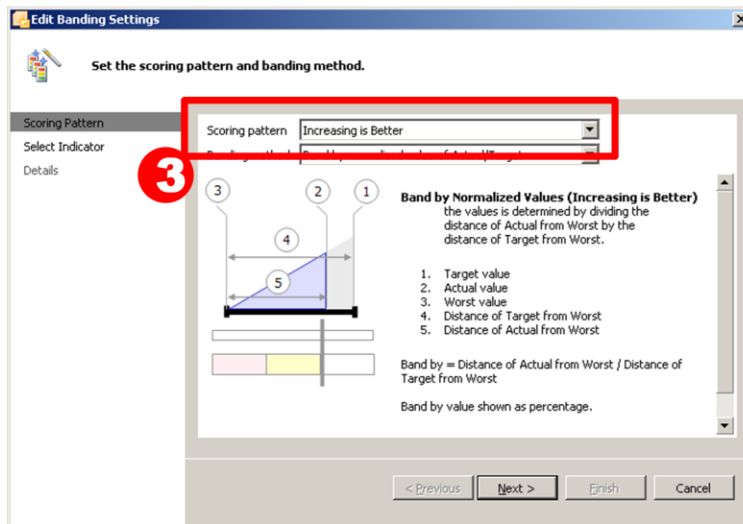 Edit Banding Settings
Set the scoring pattern and banding method.
Scoring Pattern
Select Indicator
Details
Scoring pattern Increasing is Better
3
3
2
1
4
5
Band by Normalized Values (Increasing is Better)
the values is determined by dividing the
distance of Actual from Worst by the
distance of Target from Worst.
1. Target value
2. Actual value
3. Worst value
4. Distance of Target from Worst
5. Distance of Actual from Worst
Band by = Distance of Actual from Worst / Distance of
Target from Worst
Band by value shown as percentage.
< Previous
Next >
Finish
Cancel